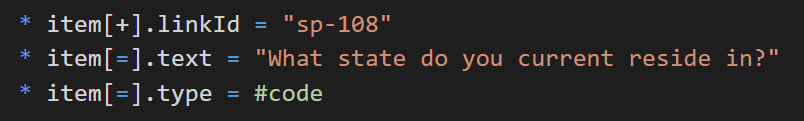 * item[+].linkId = "sp-108"
* item[=].text = "What state do you current reside in?"
* item[=].type = #code